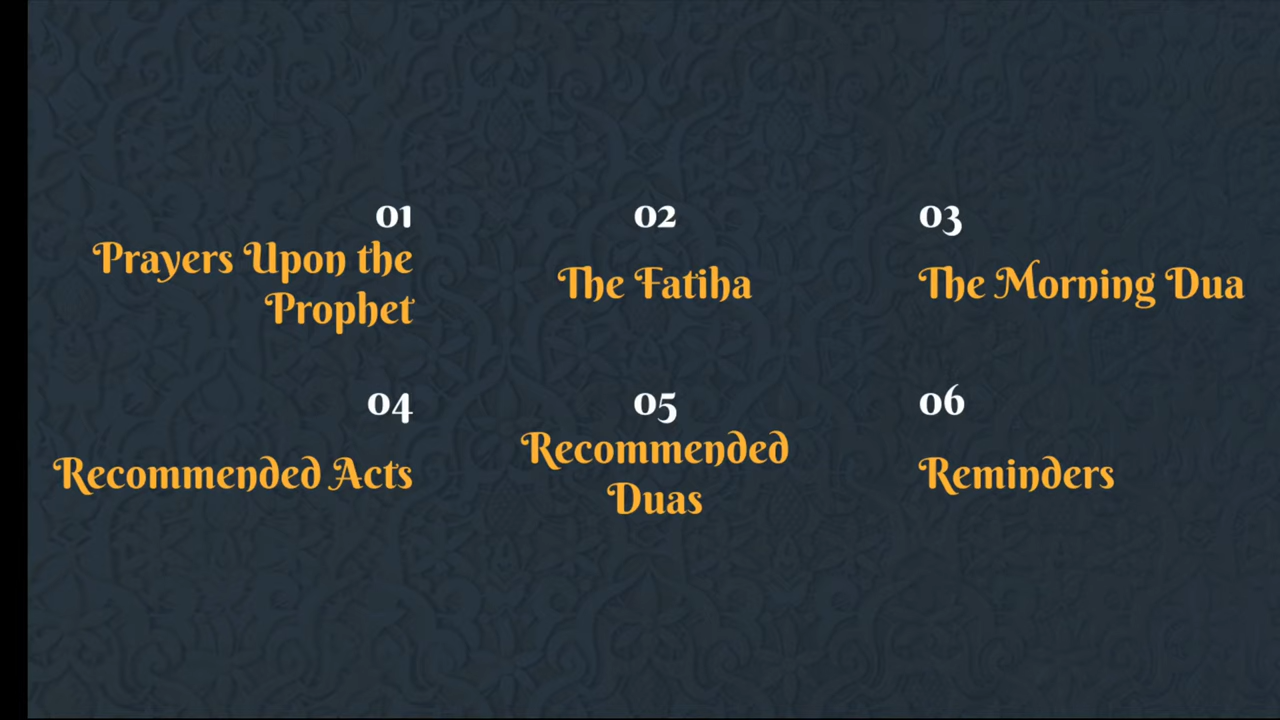 01
Prayers Upon the
Prophet
02
The Fatiha
03
The Morning Dua
04
Recommended Acts
05
Recommended
Duas
06
Reminders